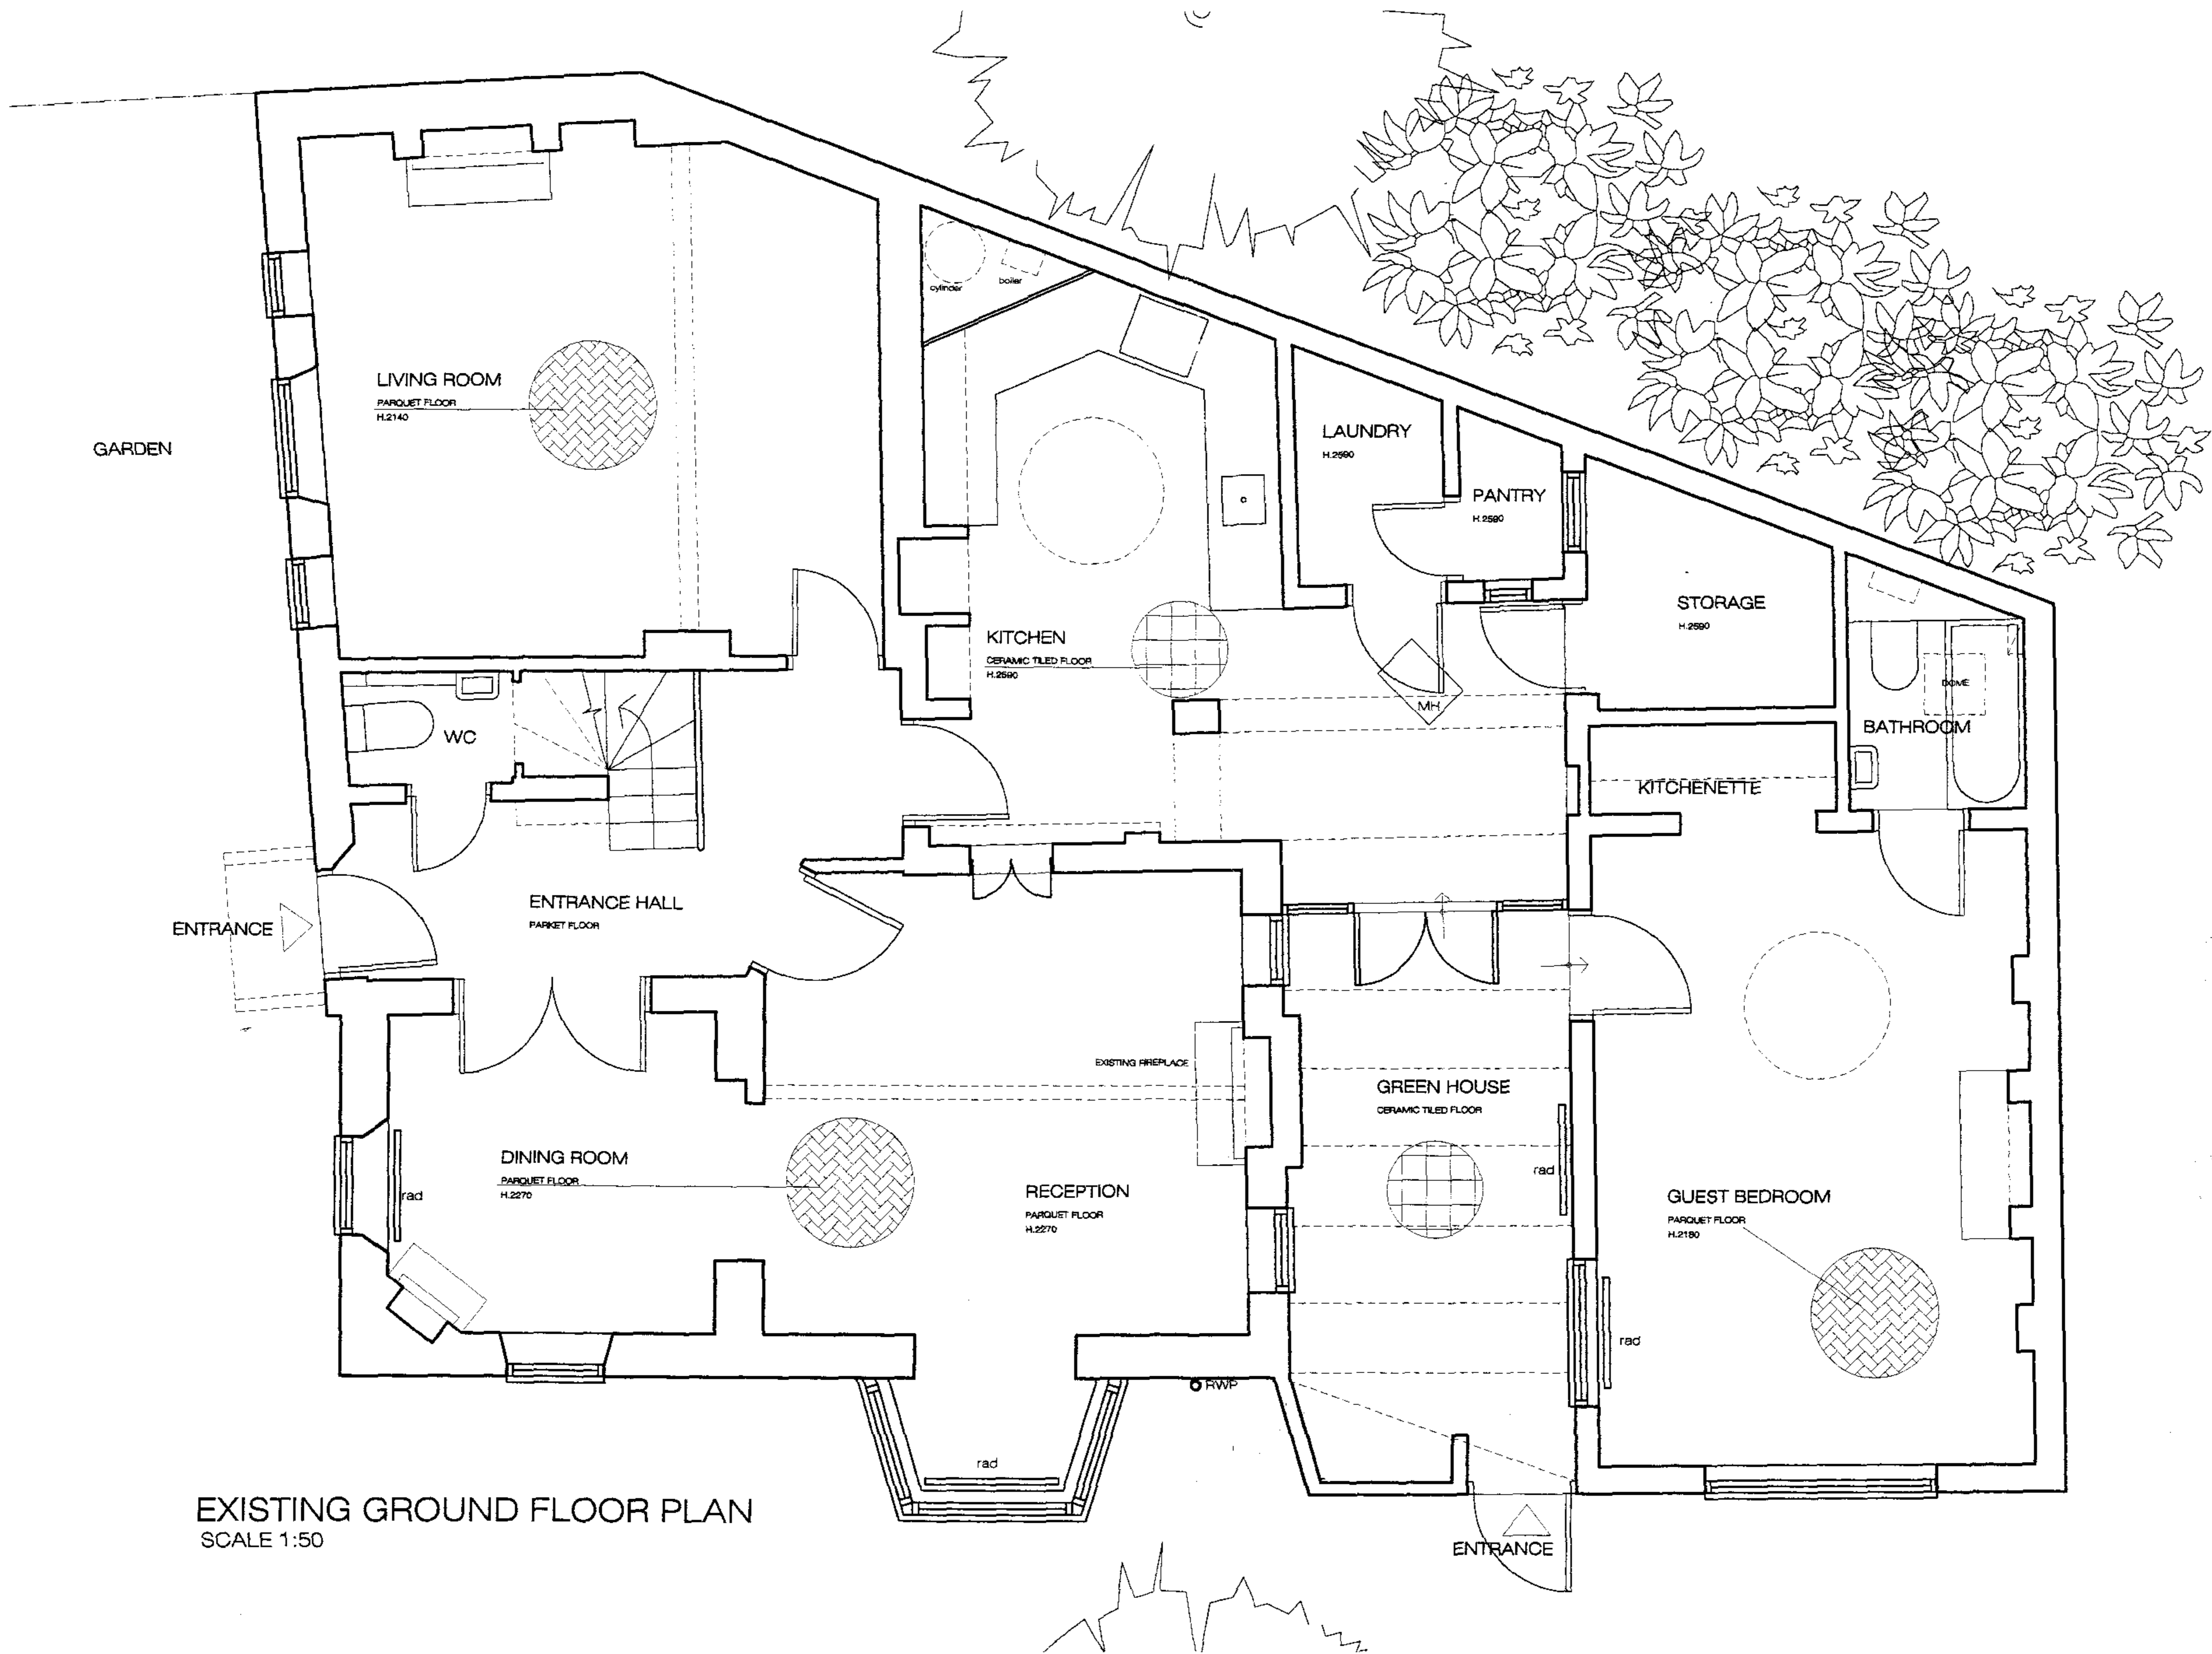 cylinder
boiler
LIVING ROOM
PARQUET FLOOR
H.2140
GARDEN
LAUNDRY
H.2590
PANTRY
H.2590
STORAGE
H.2590
KITCHEN
CERAMIC TILED FLOOR
H.2590
DOME
MH
BATHROOM
WC
KITCHENETTE
ENTRANCE HALL
PARKET FLOOR
ENTRANCE
EXISTING FIREPLACE
GREEN HOUSE
CERAMIC TILED FLOOR
DINING ROOM
PARQUET FLOOR
H.2270
rad
RECEPTION
PARQUET FLOOR
H.2270
rad
GUEST BEDROOM
PARQUET FLOOR
H.2180
rad
RWP
rad
EXISTING GROUND FLOOR PLAN
SCALE 1:50
ENTRANCE